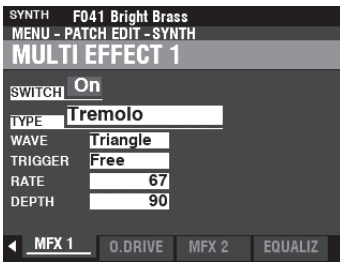 SYNTH F041 Bright Brass
MENU - PATCH EDIT - SYNTH
MULTI EFFECT 1
SWITCH On
TYPE Tremolo
WAVE Triangle
TRIGGER Free
RATE 67
DEPTH 90
MFX 1 O.DRIVE MFX 2 EQUALIZ